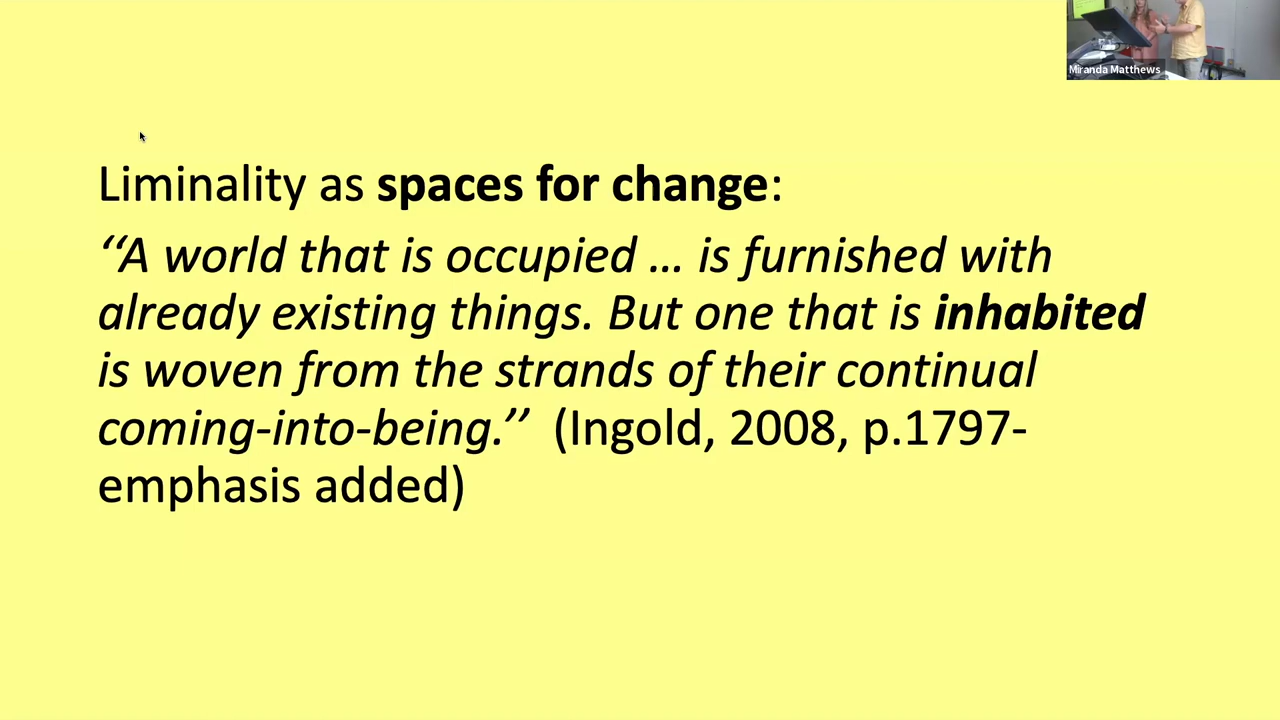 Miranda Matthews
Liminality as spaces for change:
‘‘A world that is occupied … is furnished with
already existing things. But one that is inhabited
is woven from the strands of their continual
coming-into-being.’’ (Ingold, 2008, p.1797-
emphasis added)